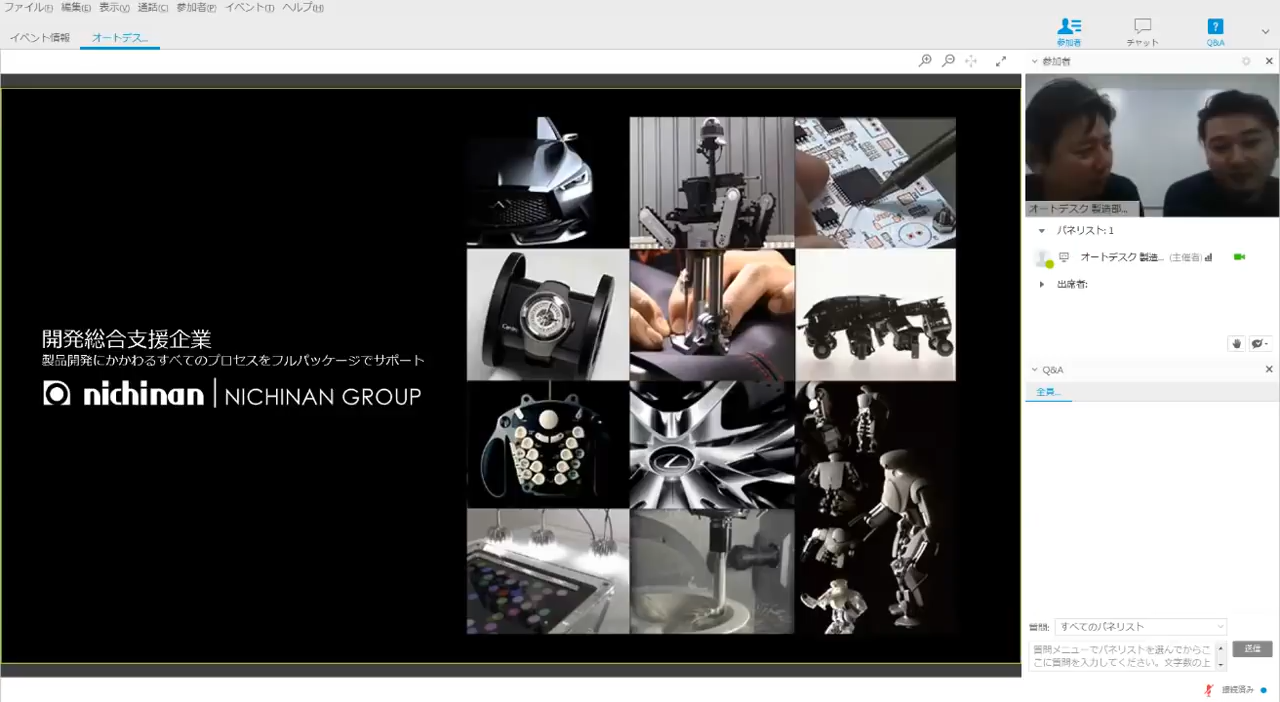 ファイル(F) 編集(E) 表示(V) 通話(C) 参加者(P) イベント(T) ヘルプ(H)
イベント情報 オートデス...
参加者 チャット Q&A
参加者
オートデスク 製造部...
パネリスト: 1
オートデスク 製造... (主催者)
出席者:
開発総合支援企業
製品開発にかかわるすべてのプロセスをフルパッケージでサポート
nichinan NICHINAN GROUP
Q&A
全員...
質問: すべてのパネリスト
質問メニューでパネリストを選んでからこ
こに質問を入力してください。文字数の上
送信
接続済み